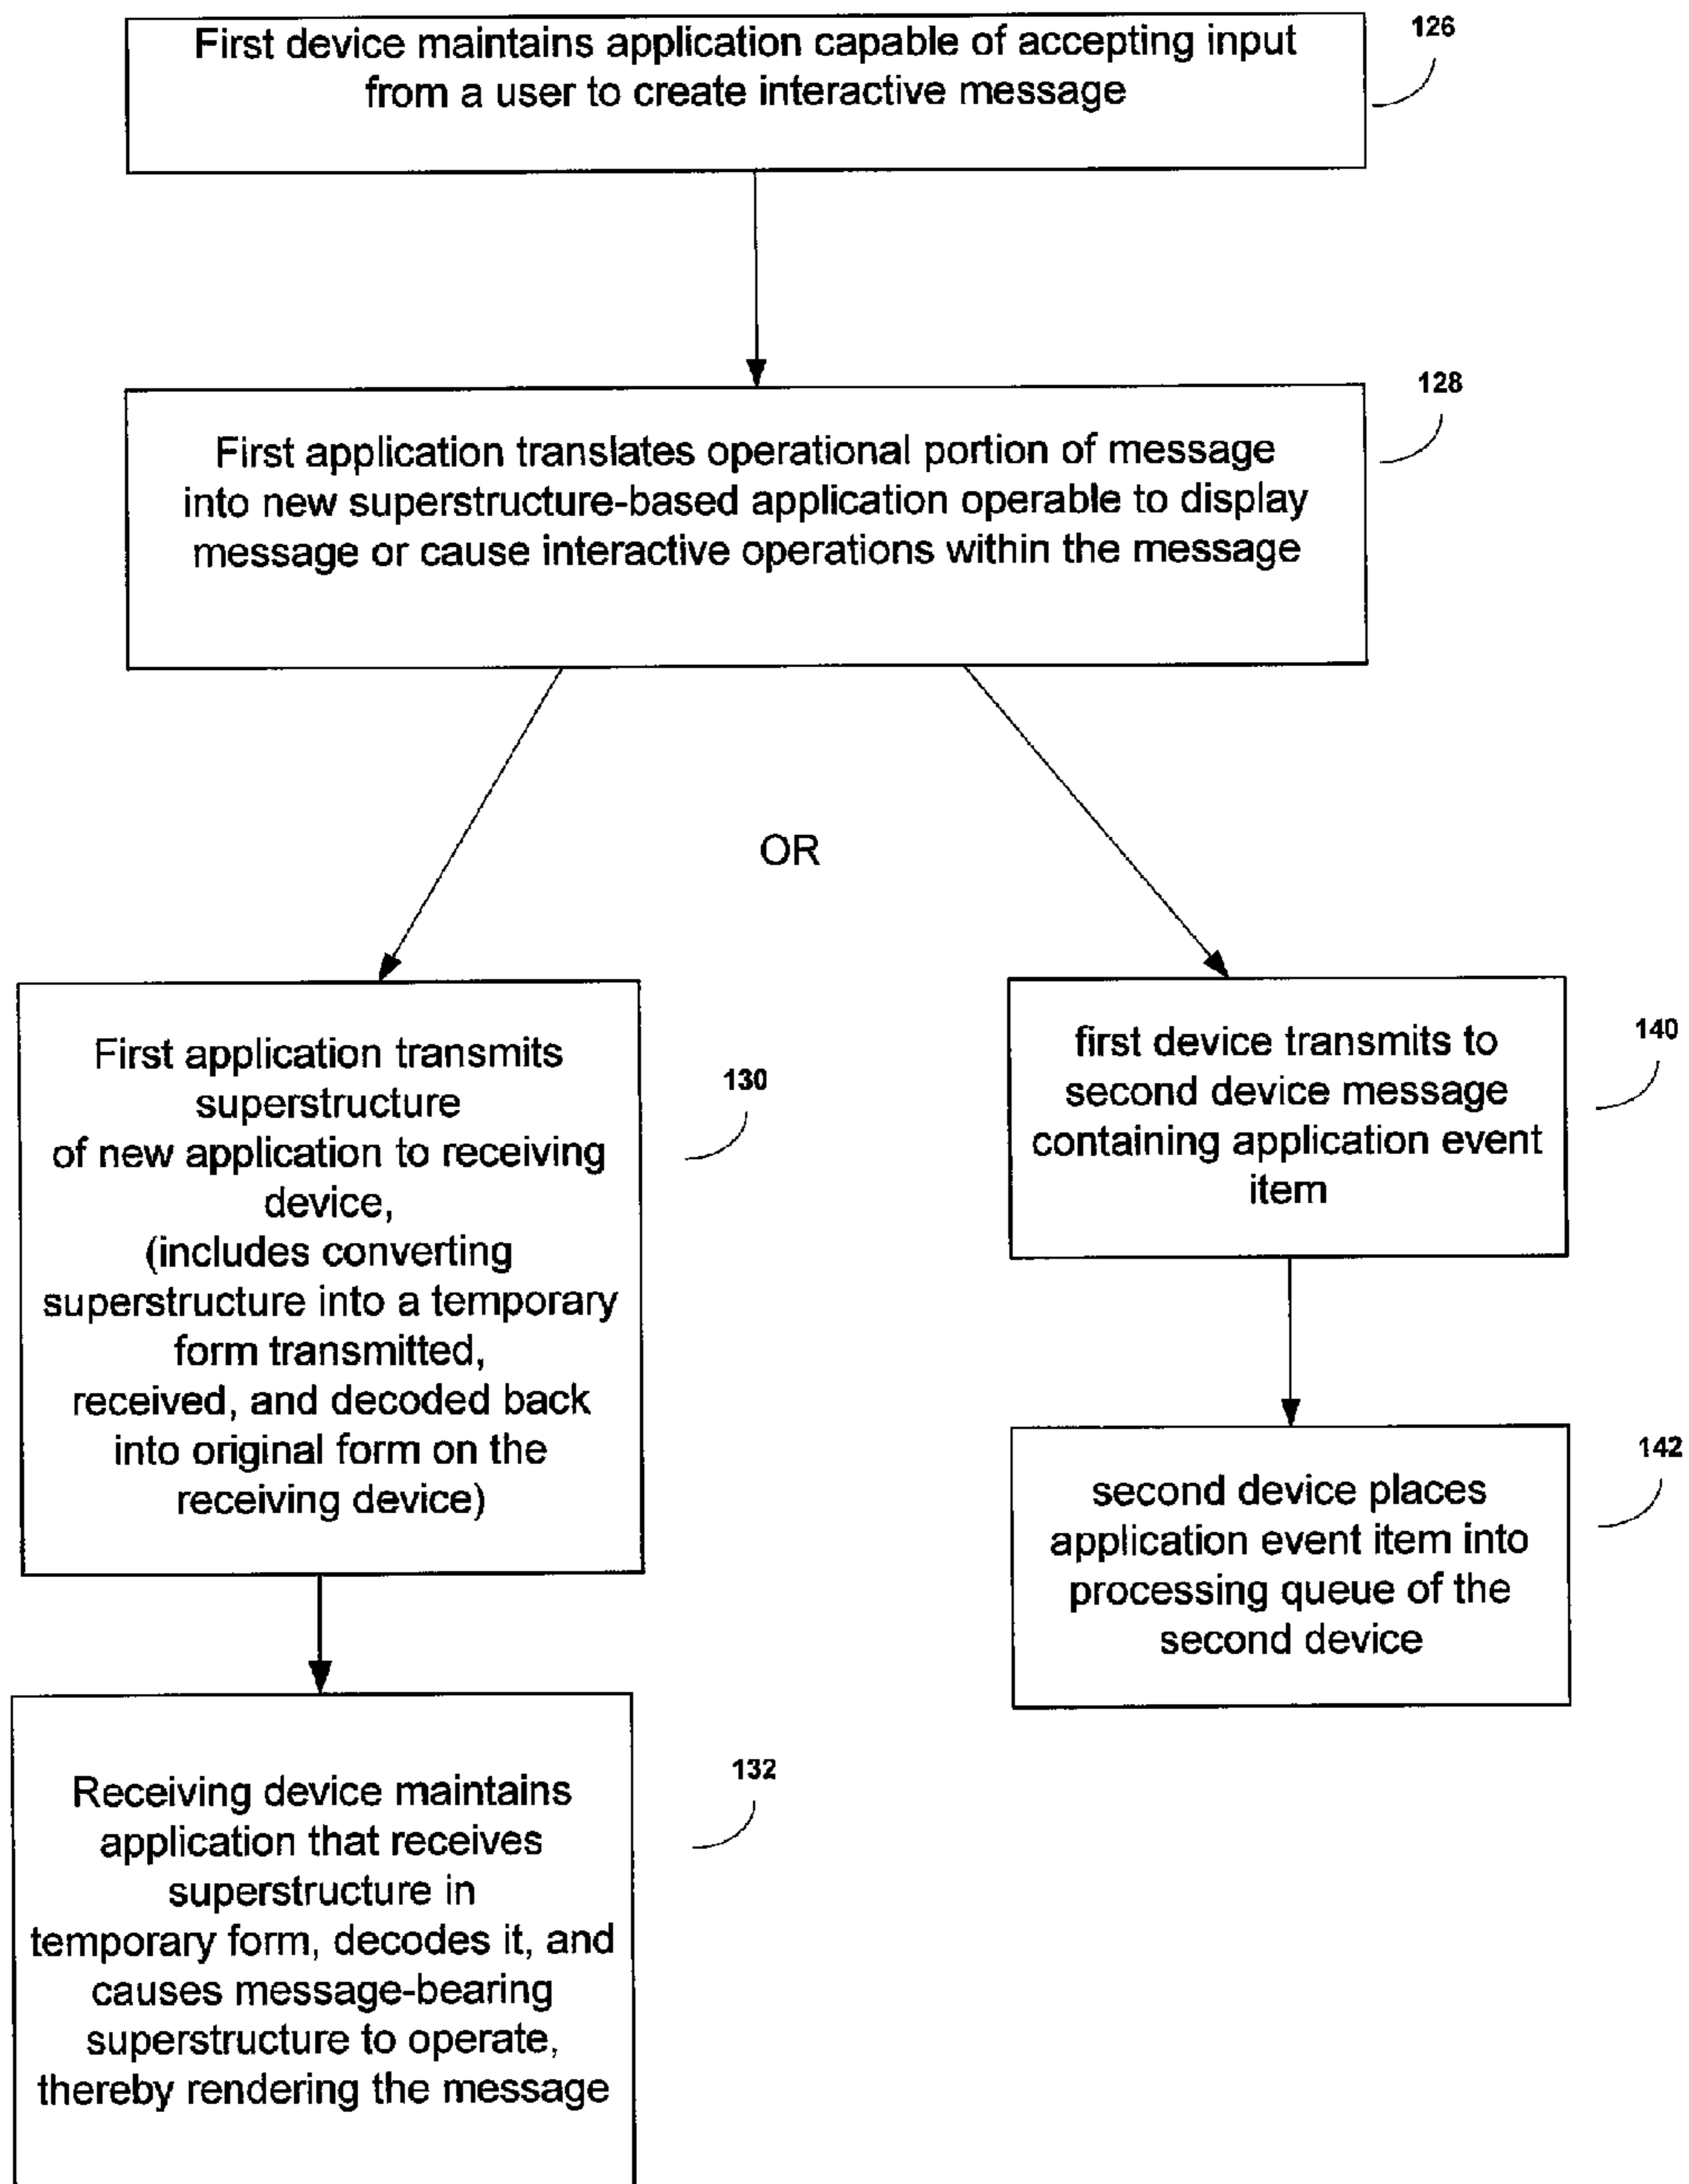 First device maintains application capable of accepting input
from a user to create interactive message
126
First application translates operational portion of message
into new superstructure-based application operable to display
message or cause interactive operations within the message
128
OR
First application transmits
superstructure
of new application to receiving
device,
(includes converting
superstructure into a temporary
form transmitted,
received, and decoded back
into original form on the
receiving device)
130
Receiving device maintains
application that receives
superstructure in
temporary form, decodes it, and
causes message-bearing
superstructure to operate,
thereby rendering the message
132
first device transmits to
second device message
containing application event
item
140
second device places
application event item into
processing queue of the
second device
142